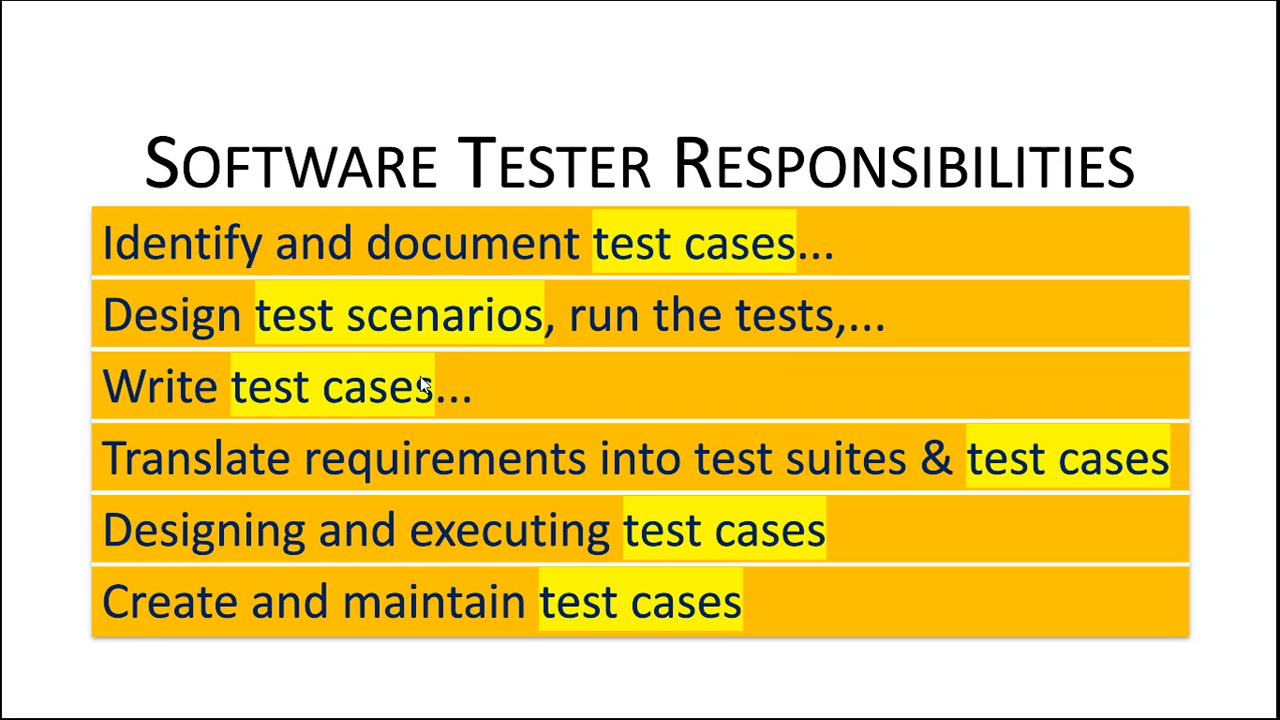 Software Tester Responsibilities
Identify and document test cases...
Design test scenarios, run the tests,...
Write test cases...
Translate requirements into test suites & test cases
Designing and executing test cases
Create and maintain test cases